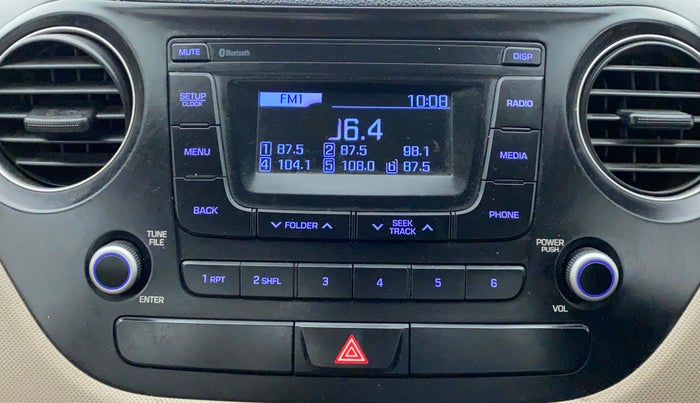 MUTE Bluetooth DISP
SETUP
CLOCK
FM1 10:08
RADIO
6.4
MENU
1 87.5 2 87.5 98.1
4 104.1 5 108.0 87.5
MEDIA
BACK
FOLDER
SEEK
TRACK
PHONE
TUNE
FILE
POWER
PUSH
1 RPT 2 SHFL 3 4 5 6
ENTER
VOL